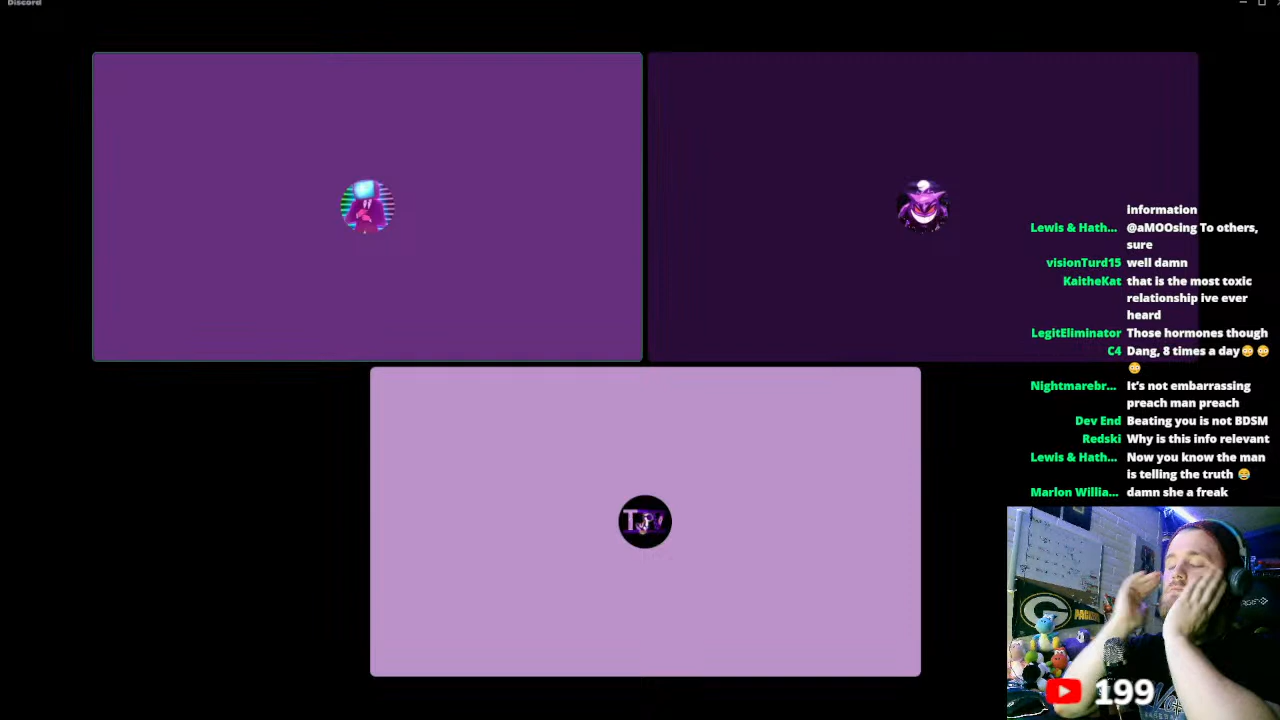 Discord
information
Lewis & Hath... @aMOOsing To others,
sure
visionTurd15 well damn
KaitheKat that is the most toxic
relationship ive ever
heard
LegitEliminator Those hormones though
C4 Dang, 8 times a day😳😳
😳
Nightmarebr... It's not embarrassing
preach man preach
Dev End Beating you is not BDSM
Redski Why is this info relevant
Lewis & Hath... Now you know the man
is telling the truth 😂
Marlon Willia... damn she a freak
199